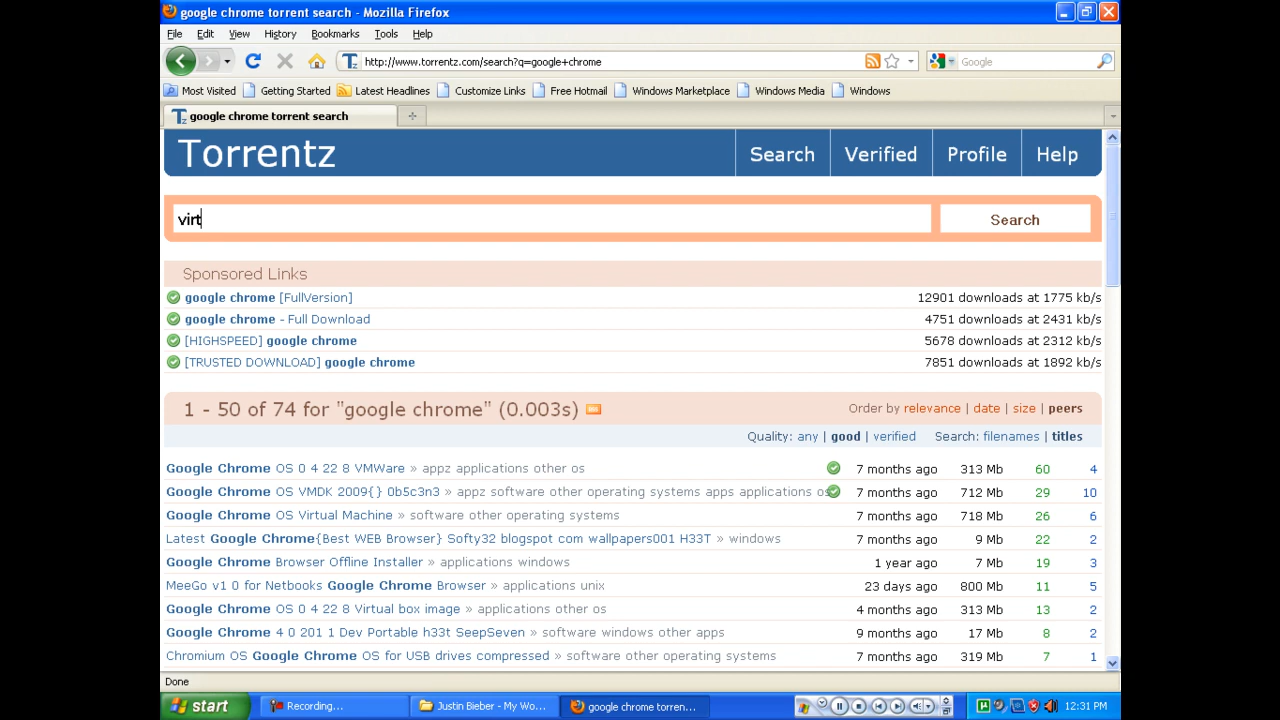 google chrome torrent search - Mozilla Firefox
File Edit View History Bookmarks Tools Help
http://www.torrentz.com/search?q=google+chrome Google
Most Visited Getting Started Latest Headlines Customize Links Free Hotmail Windows Marketplace Windows Media Windows
Tz google chrome torrent search
Torrentz Search Verified Profile Help
virt Search
Sponsored Links
google chrome [FullVersion] 12901 downloads at 1775 kb/s
google chrome - Full Download 4751 downloads at 2431 kb/s
[HIGHSPEED] google chrome 5678 downloads at 2312 kb/s
[TRUSTED DOWNLOAD] google chrome 7851 downloads at 1892 kb/s
1 - 50 of 74 for "google chrome" (0.003s) Order by relevance | date | size | peers
Quality: any | good | verified Search: filenames | titles
Google Chrome OS 0 4 22 8 VMWare » appz applications other os 7 months ago 313 Mb 60 4
Google Chrome OS VMDK 2009{} 0b5c3n3 » appz software other operating systems apps applications os 7 months ago 712 Mb 29 10
Google Chrome OS Virtual Machine » software other operating systems 7 months ago 718 Mb 26 6
Latest Google Chrome{Best WEB Browser} Softy32 blogspot com wallpapers001 H33T » windows 7 months ago 9 Mb 22 2
Google Chrome Browser Offline Installer » applications windows 1 year ago 7 Mb 19 3
MeeGo v1 0 for Netbooks Google Chrome Browser » applications unix 23 days ago 800 Mb 11 5
Google Chrome OS 0 4 22 8 Virtual box image » applications other os 4 months ago 313 Mb 13 2
Google Chrome 4 0 201 1 Dev Portable h33t SeepSeven » software windows other apps 9 months ago 17 Mb 8 2
Chromium OS Google Chrome OS for USB drives compressed » software other operating systems 7 months ago 319 Mb 7 1
Done
start Recording... Justin Bieber - My Wo... google chrome torren... 12:31 PM